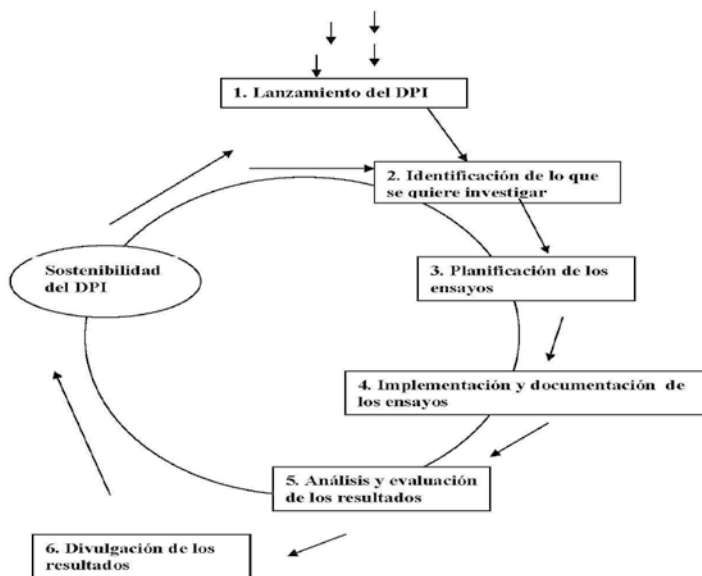 1. Lanzamiento del DPI
2. Identificación de lo que
se quiere investigar
3. Planificación de los
ensayos
4. Implementación y documentación de
los ensayos
5. Análisis y evaluación
de los resultados
6. Divulgación de los
resultados
Sostenibilidad
del DPI